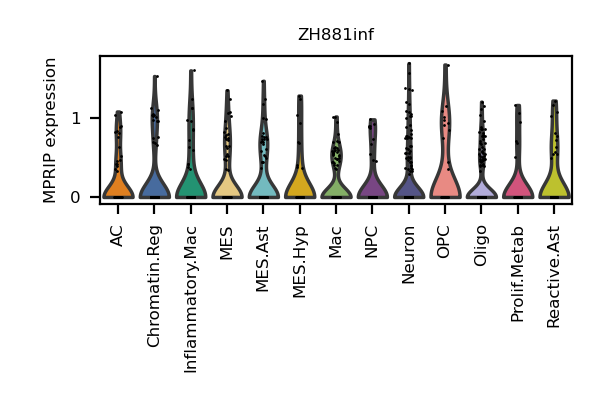 ZH881inf
MPRIP expression
1
0
AC
Chromatin.Reg
Inflammatory.Mac
MES
MES.Ast
MES.Hyp
Mac
NPC
Neuron
OPC
Oligo
Prolif.Metab
Reactive.Ast